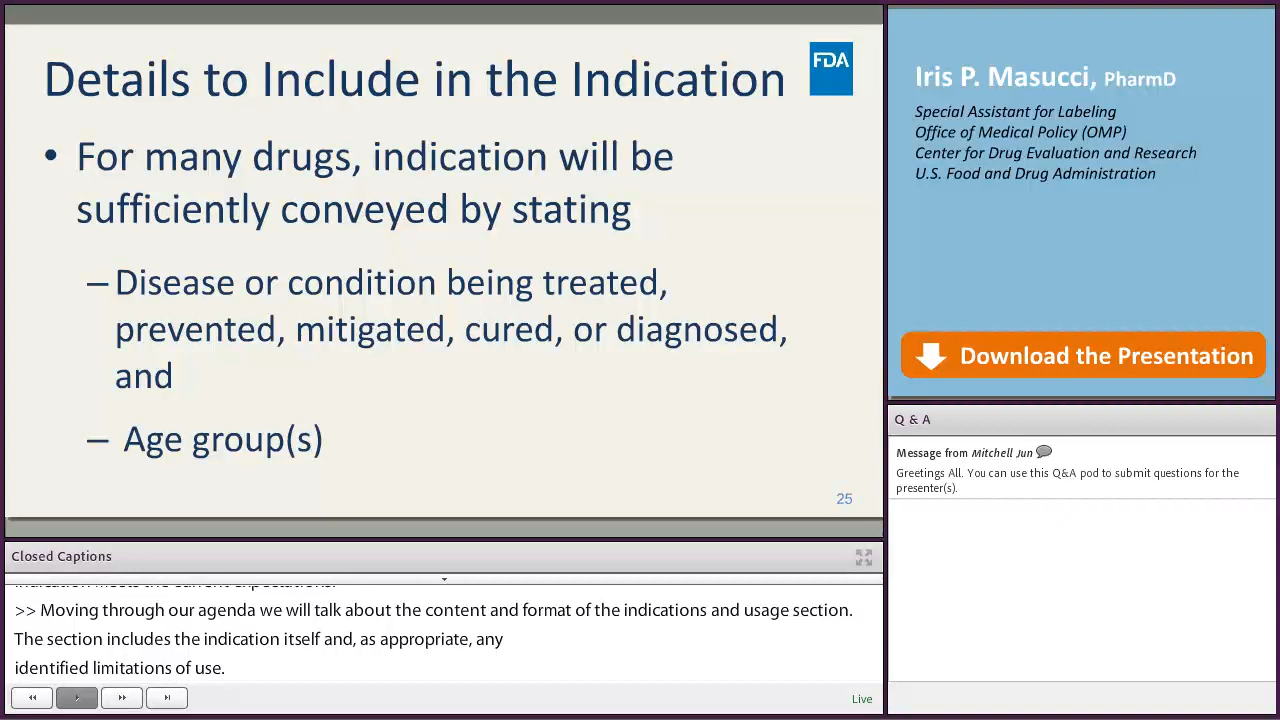 Details to Include in the Indication
FDA
• For many drugs, indication will be
sufficiently conveyed by stating
– Disease or condition being treated,
prevented, mitigated, cured, or diagnosed,
and
– Age group(s)
25
Iris P. Masucci, PharmD
Special Assistant for Labeling
Office of Medical Policy (OMP)
Center for Drug Evaluation and Research
U.S. Food and Drug Administration
Download the Presentation
Q & A
Message from Mitchell Jun
Greetings All. You can use this Q&A pod to submit questions for the
presenter(s).
Closed Captions
indication meets the current expectations.
>> Moving through our agenda we will talk about the content and format of the indications and usage section.
The section includes the indication itself and, as appropriate, any
identified limitations of use.
Live